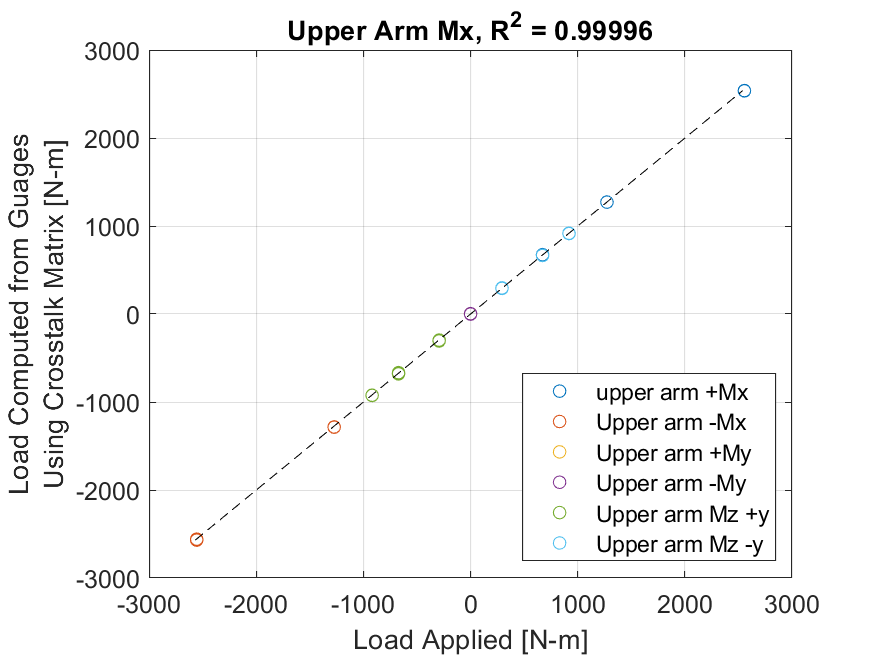 Upper Arm Mx, R² = 0.99996
3000
2000
1000
0
-1000
-2000
-3000
Load Computed from Guages
Using Crosstalk Matrix [N-m]
upper arm +Mx
Upper arm -Mx
Upper arm +My
Upper arm -My
Upper arm Mz +y
Upper arm Mz -y
-3000 -2000 -1000 0 1000 2000 3000
Load Applied [N-m]